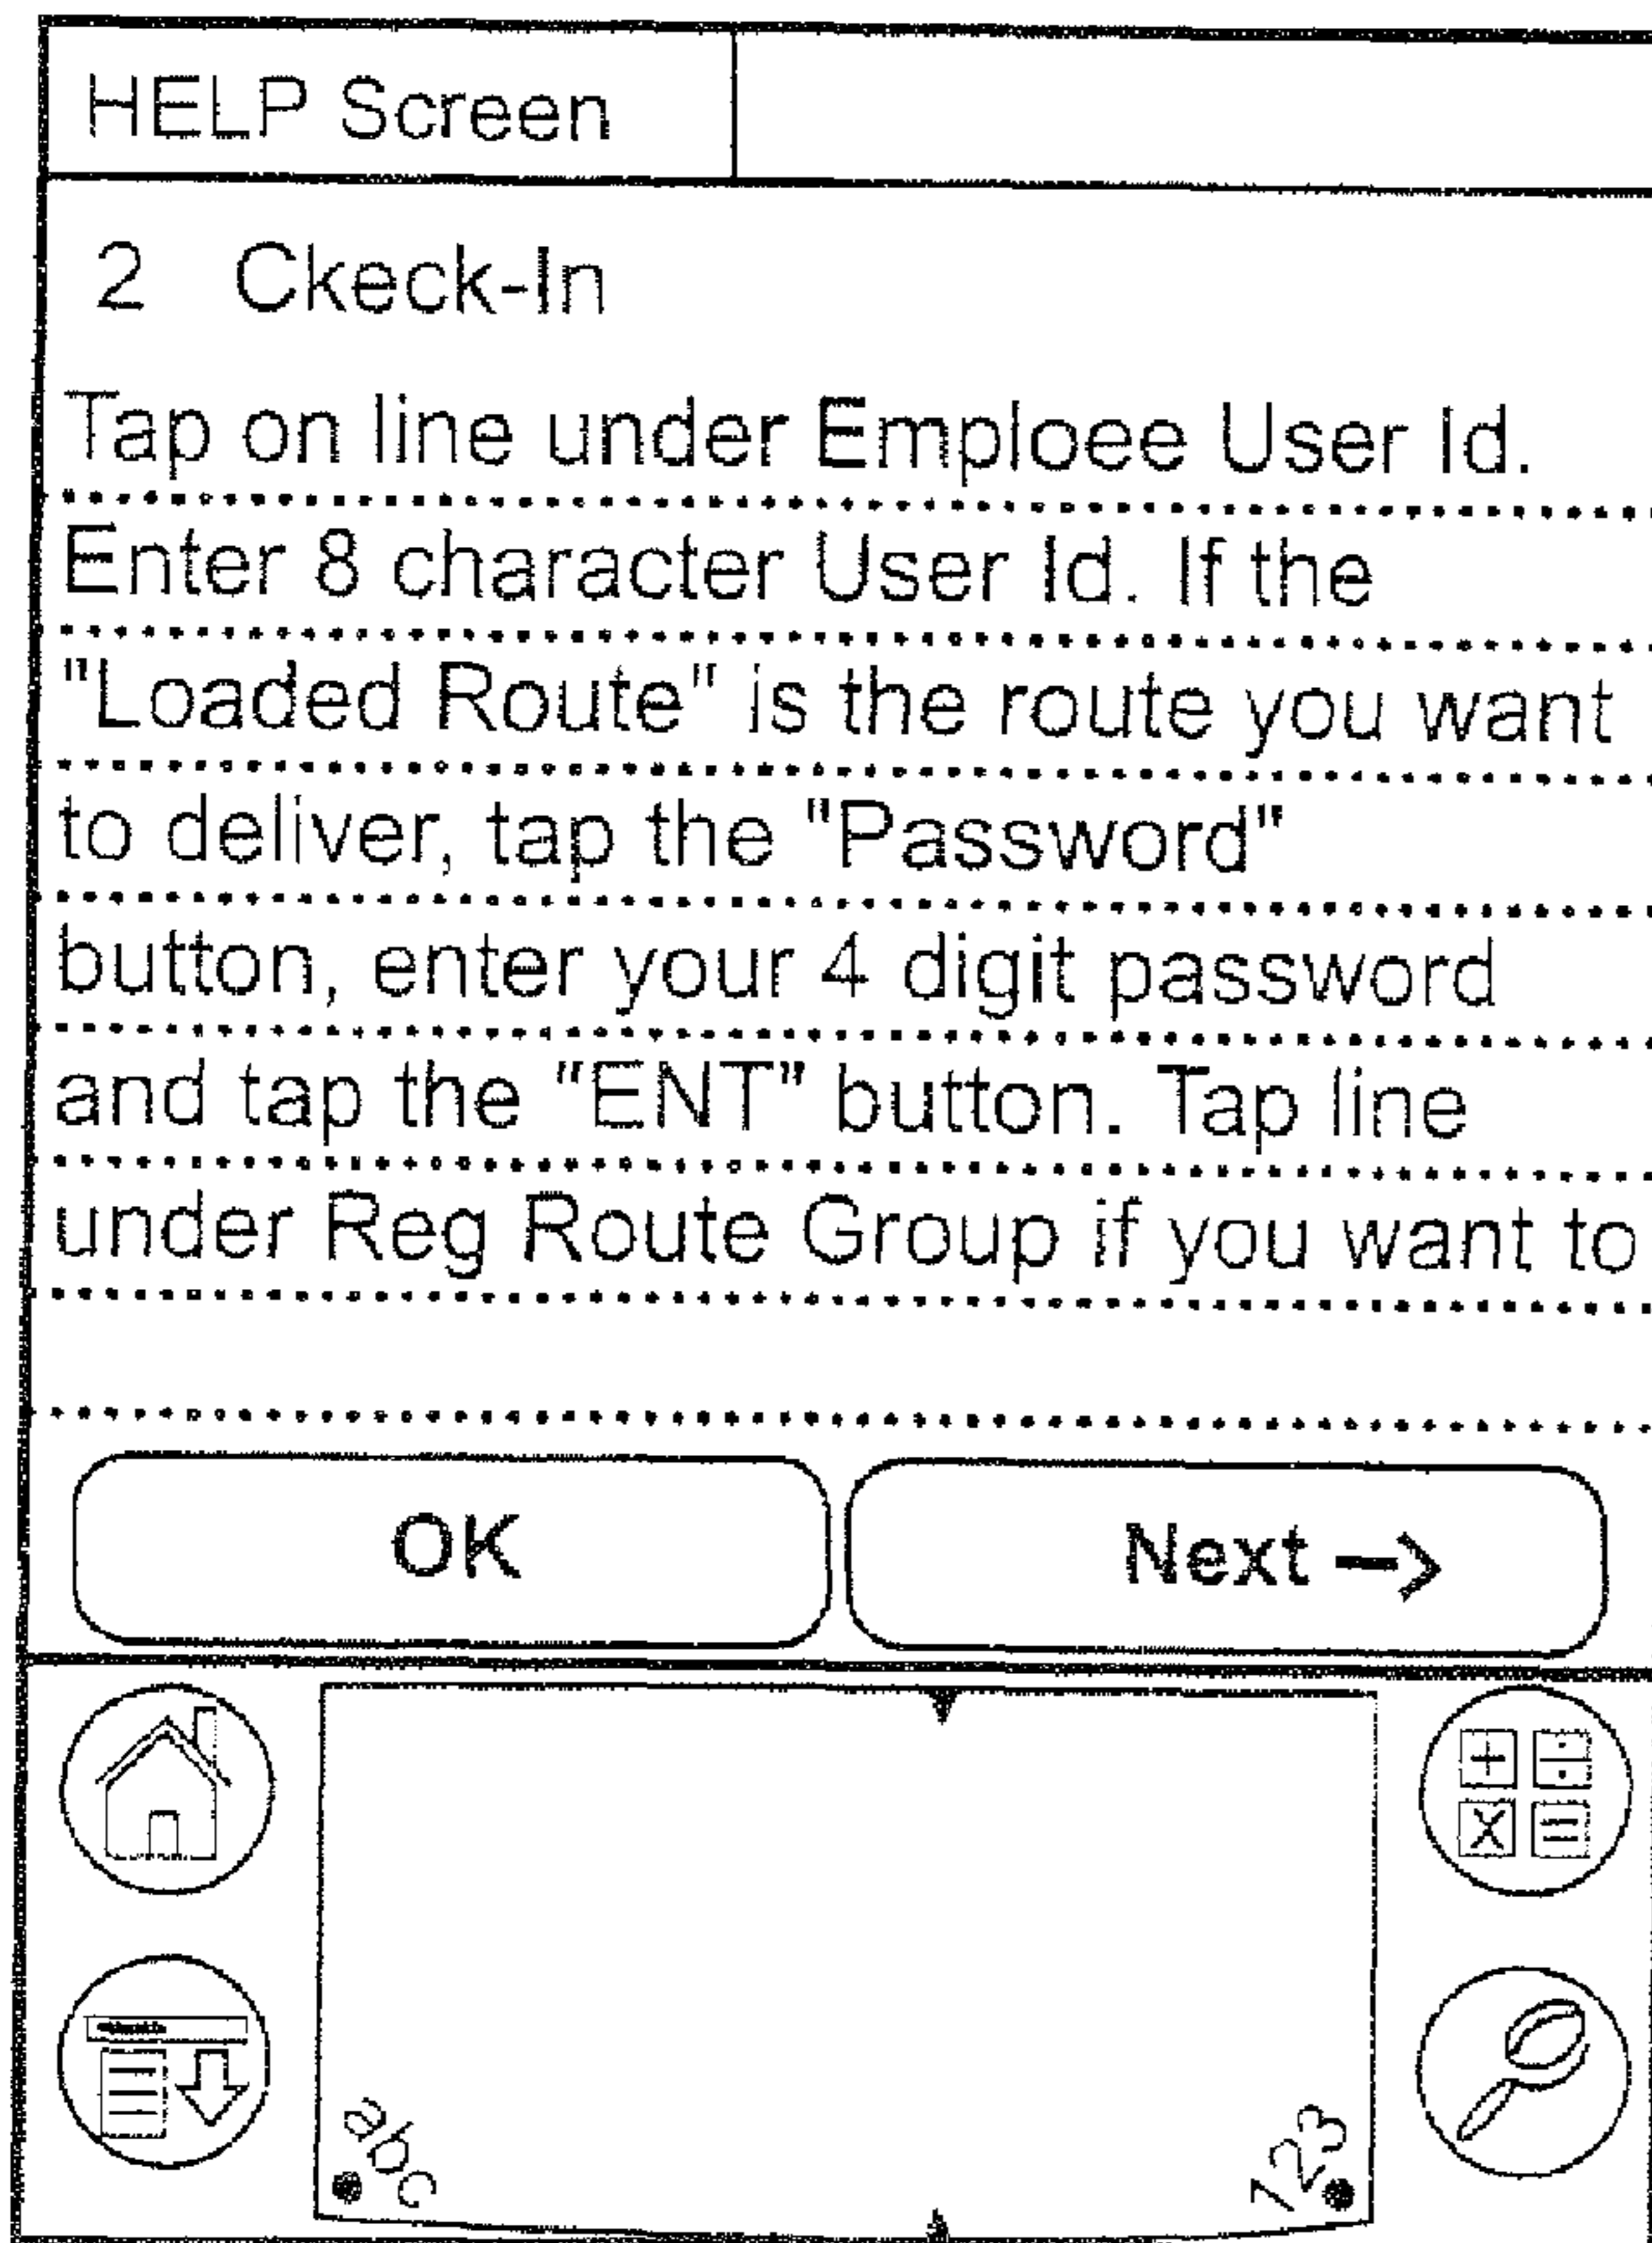 HELP Screen
2 Ckeck-In
Tap on line under Emploee User Id.
Enter 8 character User Id. If the
"Loaded Route" is the route you want
to deliver, tap the "Password"
button, enter your 4 digit password
and tap the "ENT" button. Tap line
under Reg Route Group if you want to
OK
Next -->
abc
123